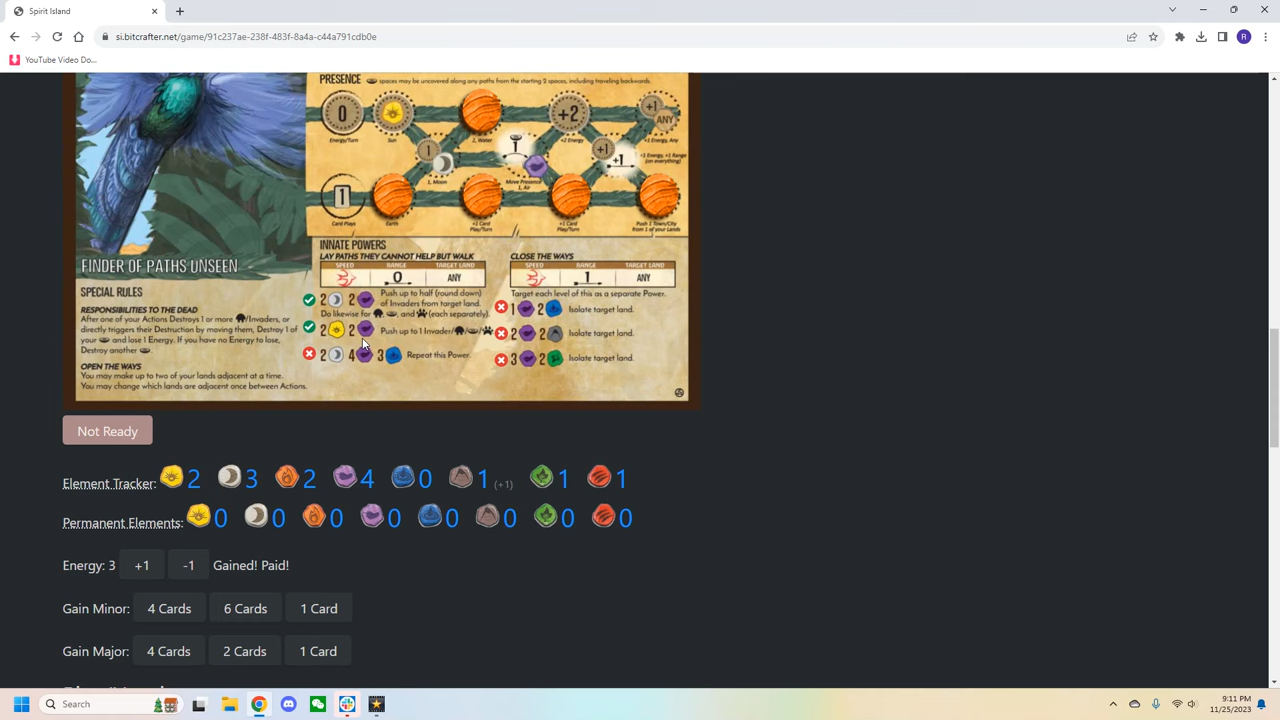 Spirit Island
si.bitcrafter.net/game/91c237ae-238f-483f-8a4a-c44a791cdb0e
R
YouTube Video Do...
PRESENCE spaces may be uncovered along any paths from the starting 2 spaces, including traveling backwards.
0 +2 +1 ANY
Energy/Turn Sun 2, Water +2 Energy +1 Energy, Any
1 1 +1 +1
+1 Energy, +1 Range
(on everything)
1, Moon Move Presence
1, Air
1
Card Plays Earth +1 Card
Play/Turn +1 Card
Play/Turn Push 1 Town/City
from 1 of your Lands
FINDER OF PATHS UNSEEN
SPECIAL RULES
RESPONSIBILITIES TO THE DEAD
After one of your Actions Destroys 1 or more /Invaders, or
directly triggers their Destruction by moving them, Destroy 1 of
your and lose 1 Energy. If you have no Energy to lose,
Destroy another .
OPEN THE WAYS
You may make up to two of your lands adjacent at a time.
You may change which lands are adjacent once between Actions.
INNATE POWERS
LAY PATHS THEY CANNOT HELP BUT WALK
SPEED RANGE TARGET LAND
0 ANY
2 2 Push up to half (round down)
of Invaders from target land.
Do likewise for , , and (each separately).
2 2 Push up to 1 Invader/ / /
2 4 3 Repeat this Power.
CLOSE THE WAYS
SPEED RANGE TARGET LAND
1 ANY
Target each level of this as a separate Power.
1 2 Isolate target land.
2 2 Isolate target land.
3 2 Isolate target land.
Not Ready
Element Tracker: 2 3 2 4 0 1 (+1) 1 1
Permanent Elements: 0 0 0 0 0 0 0 0
Energy: 3 +1 -1 Gained! Paid!
Gain Minor: 4 Cards 6 Cards 1 Card
Gain Major: 4 Cards 2 Cards 1 Card
Search
9:11 PM
11/25/2023